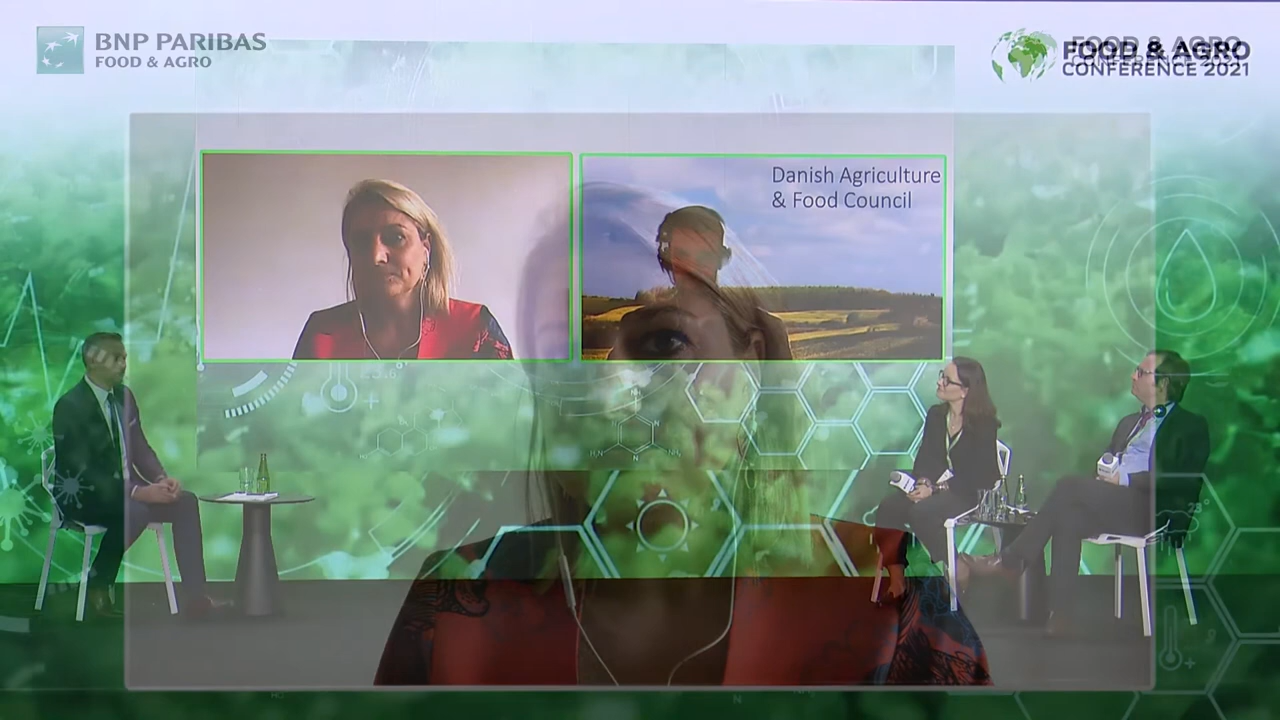 BNP PARIBAS
FOOD & AGRO
FOOD & AGRO
CONFERENCE 2021
Danish Agriculture
& Food Council